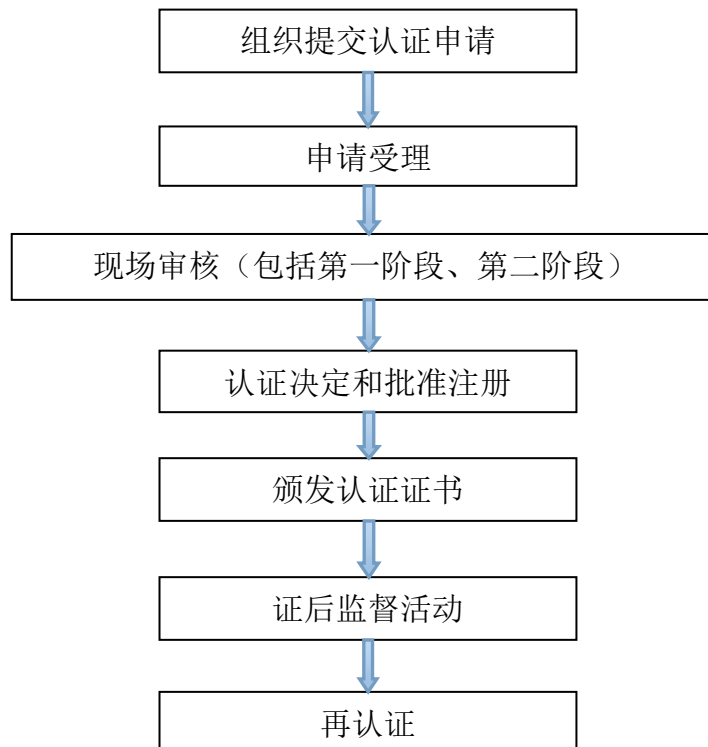 组织提交认证申请
申请受理
现场审核（包括第一阶段、第二阶段）
认证决定和批准注册
颁发认证证书
证后监督活动
再认证